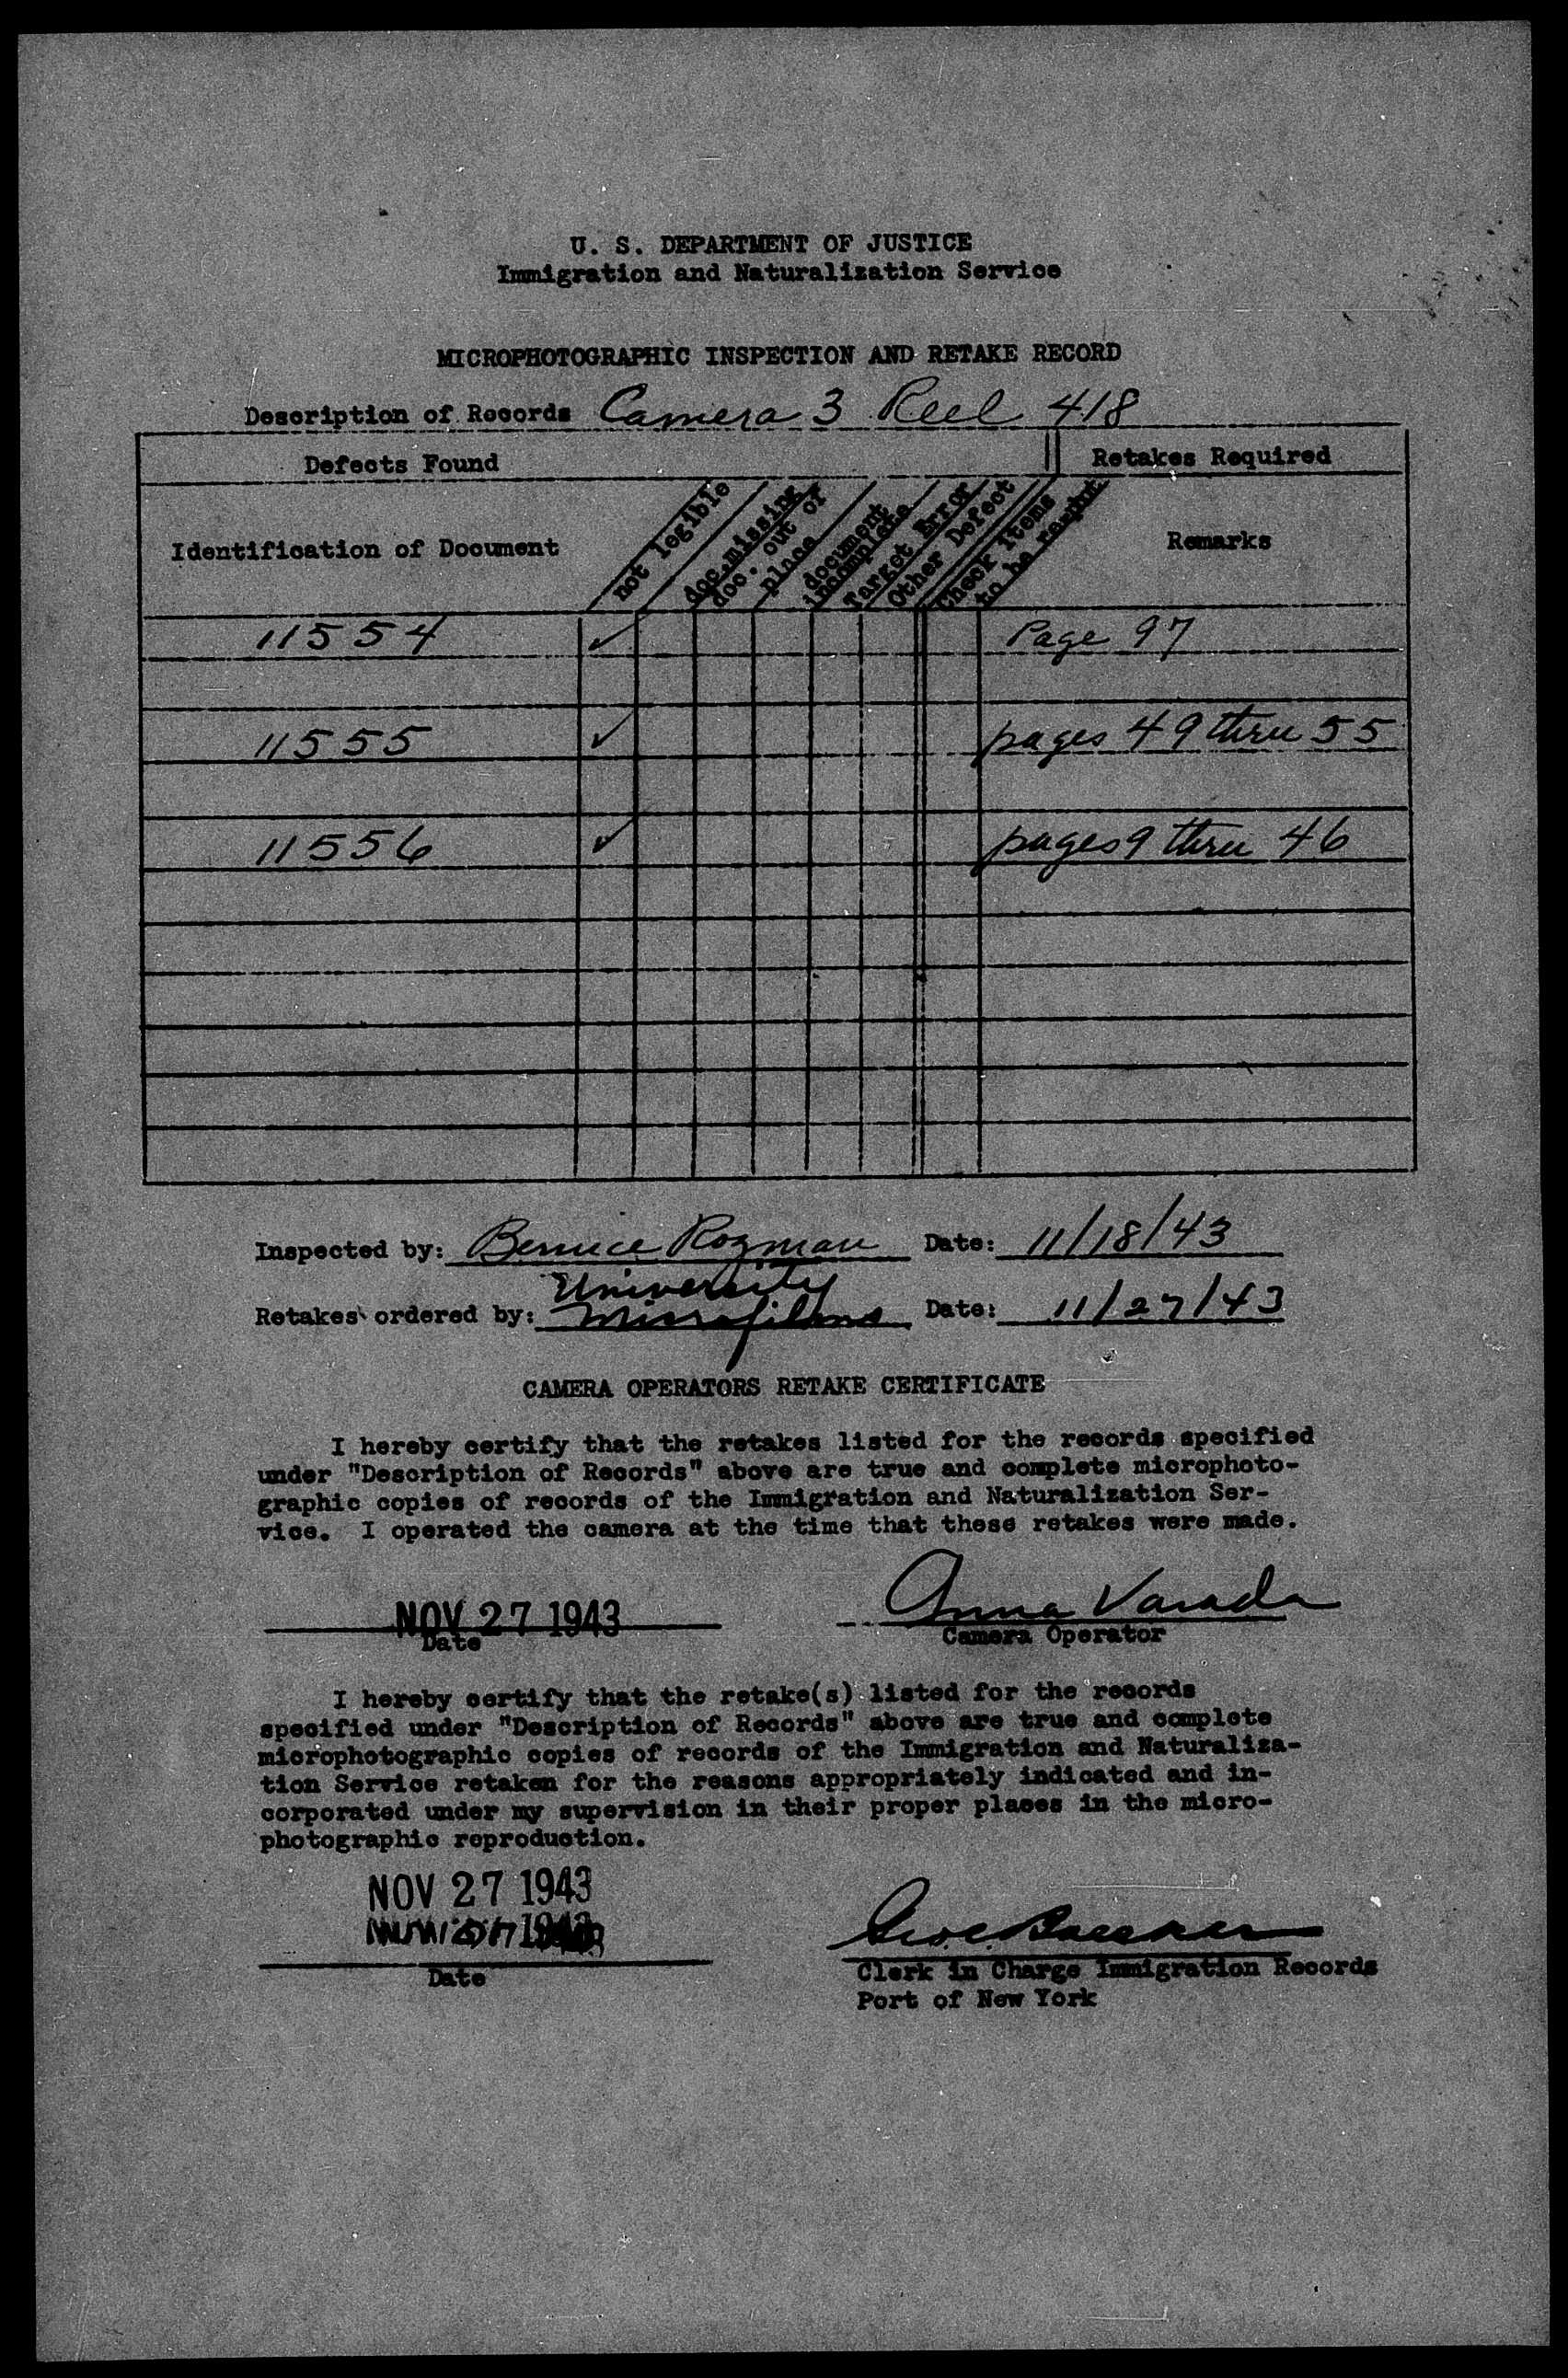 U. S. DEPARTMENT OF JUSTICE
Immigration and Naturalization Service
MICROPHOTOGRAPHIC INSPECTION AND RETAKE RECORD
Description of Records Camera 3 Reel 418
Defects Found Retakes Required
Identification of Document not legible doc. missing doc. out of place document incomplete Target Error Other Defect Check items to be Remarks
11554 ✓ Page 97
11555 ✓ pages 49 thru 55
11556 ✓ pages 9 thru 46
Inspected by: Bernice Rozman Date: 11/18/43
University
Retakes ordered by: Microfilms Date: 11/27/43
CAMERA OPERATORS RETAKE CERTIFICATE
I hereby certify that the retakes listed for the records specified
under "Description of Records" above are true and complete microphoto-
graphic copies of records of the Immigration and Naturalization Ser-
vice. I operated the camera at the time that these retakes were made.
NOV 27 1943 Anna Varada
Date Camera Operator
I hereby certify that the retake(s) listed for the records
specified under "Description of Records" above are true and complete
microphotographic copies of records of the Immigration and Naturaliza-
tion Service retaken for the reasons appropriately indicated and in-
corporated under my supervision in their proper places in the micro-
photographic reproduction.
NOV 27 1943
Date Clerk in Charge Immigration Records
Port of New York